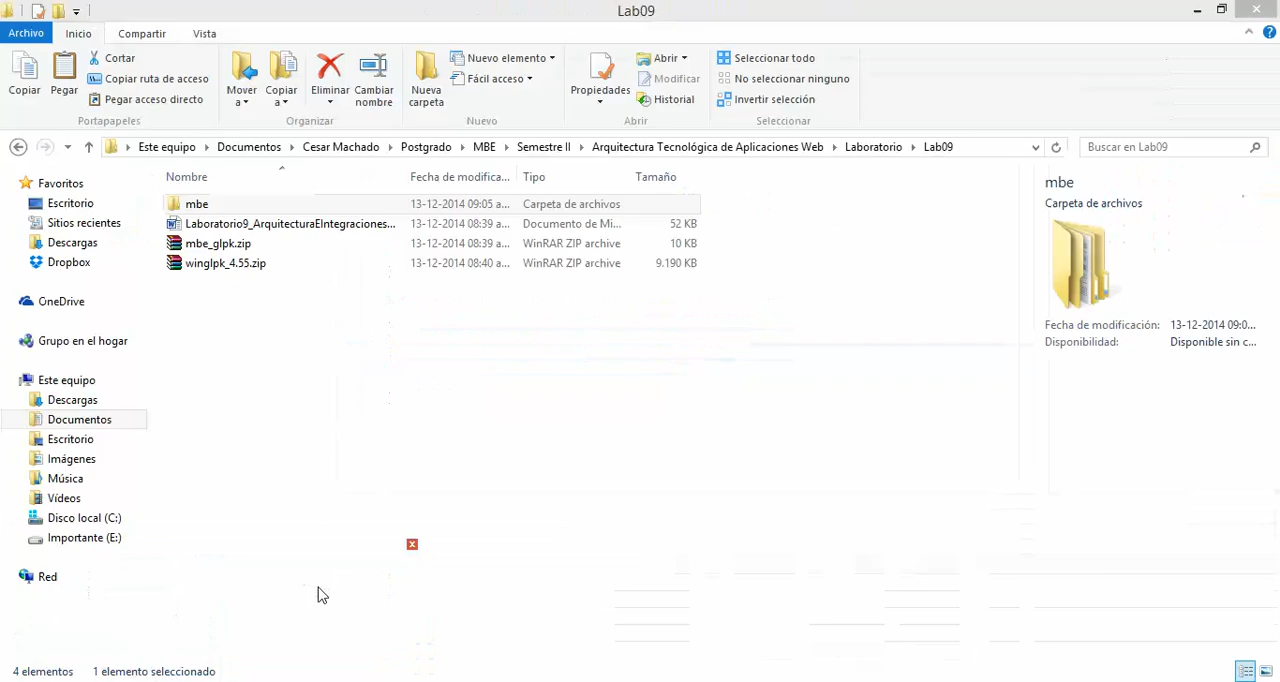 Lab09
Archivo Inicio Compartir Vista
Copiar
Pegar
Cortar
Copiar ruta de acceso
Pegar acceso directo
Portapapeles
Mover a
Copiar a
Eliminar
Cambiar nombre
Organizar
Nueva carpeta
Nuevo elemento
Fácil acceso
Nuevo
Propiedades
Abrir
Modificar
Historial
Abrir
Seleccionar todo
No seleccionar ninguno
Invertir selección
Seleccionar
Este equipo Documentos Cesar Machado Postgrado MBE Semestre II Arquitectura Tecnológica de Aplicaciones Web Laboratorio Lab09
Buscar en Lab09
Favoritos
Escritorio
Sitios recientes
Descargas
Dropbox
OneDrive
Grupo en el hogar
Este equipo
Descargas
Documentos
Escritorio
Imágenes
Música
Vídeos
Disco local (C:)
Importante (E:)
Red
Nombre Fecha de modifica... Tipo Tamaño
mbe 13-12-2014 09:05 a... Carpeta de archivos
Laboratorio9_ArquitecturaEIntegraciones... 13-12-2014 08:39 a... Documento de Mi... 52 KB
mbe_glpk.zip 13-12-2014 08:39 a... WinRAR ZIP archive 10 KB
winglpk_4.55.zip 13-12-2014 08:40 a... WinRAR ZIP archive 9.190 KB
mbe
Carpeta de archivos
Fecha de modificación: 13-12-2014 09:0...
Disponibilidad: Disponible sin c...
4 elementos 1 elemento seleccionado